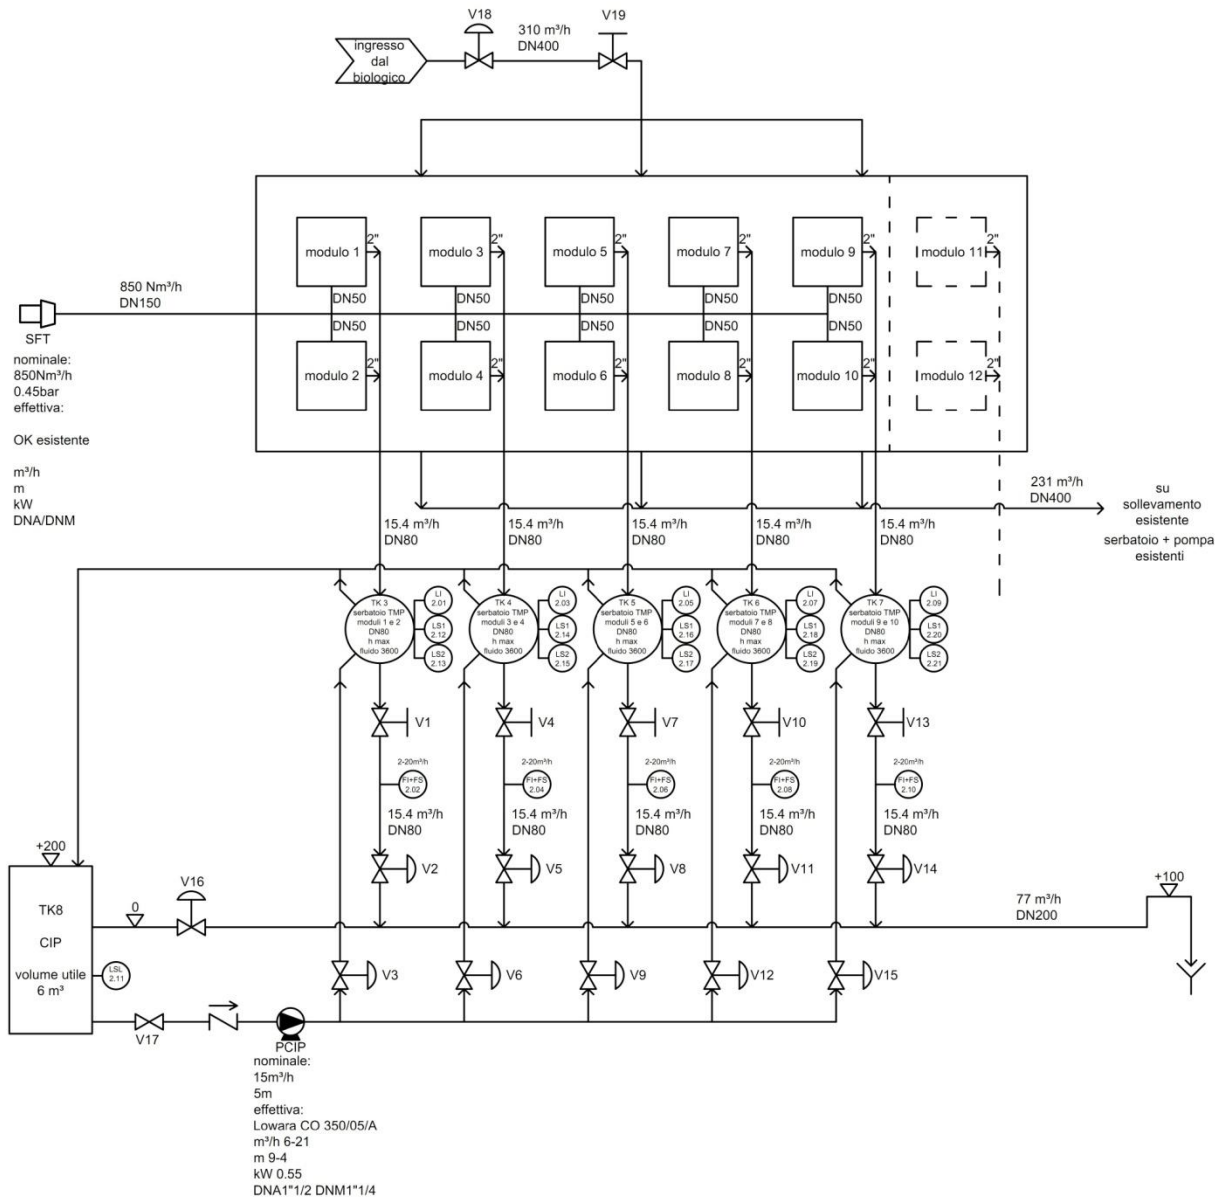 V18
310 m³/h
DN400
V19
ingresso
dal
biologico
modulo 1
2"
modulo 3
2"
modulo 5
2"
modulo 7
2"
modulo 9
2"
modulo 11
2"
850 Nm³/h
DN150
DN50
DN50
DN50
DN50
DN50
DN50
DN50
DN50
DN50
DN50
modulo 2
2"
modulo 4
2"
modulo 6
2"
modulo 8
2"
modulo 10
2"
modulo 12
2"
SFT
nominale:
850Nm³/h
0.45bar
effettiva:
OK esistente
m³/h
m
kW
DNA/DNM
231 m³/h
DN400
su
sollevamento
esistente
serbatoio + pompa
esistenti
15.4 m³/h
DN80
15.4 m³/h
DN80
15.4 m³/h
DN80
15.4 m³/h
DN80
15.4 m³/h
DN80
TK 3
serbatoio TMP
moduli 1 e 2
DN80
h max
fluido 3600
LI
2.01
LS1
2.12
LS2
2.13
TK 4
serbatoio TMP
moduli 3 e 4
DN80
h max
fluido 3600
LI
2.03
LS1
2.14
LS2
2.15
TK 5
serbatoio TMP
moduli 5 e 6
DN80
h max
fluido 3600
LI
2.05
LS1
2.16
LS2
2.17
TK 6
serbatoio TMP
moduli 7 e 8
DN80
h max
fluido 3600
LI
2.07
LS1
2.18
LS2
2.19
TK 7
serbatoio TMP
moduli 9 e 10
DN80
h max
fluido 3600
LI
2.09
LS1
2.20
LS2
2.21
V1
V4
V7
V10
V13
2-20m³/h
FI+FS
2.02
2-20m³/h
FI+FS
2.04
2-20m³/h
FI+FS
2.06
2-20m³/h
FI+FS
2.08
2-20m³/h
FI+FS
2.10
15.4 m³/h
DN80
15.4 m³/h
DN80
15.4 m³/h
DN80
15.4 m³/h
DN80
15.4 m³/h
DN80
V2
V5
V8
V11
V14
+200
TK8
CIP
volume utile
6 m³
0
V16
LSL
2.11
77 m³/h
DN200
+100
V3
V6
V9
V12
V15
V17
PCIP
nominale:
15m³/h
5m
effettiva:
Lowara CO 350/05/A
m³/h 6-21
m 9-4
kW 0.55
DNA1"1/2 DNM1"1/4